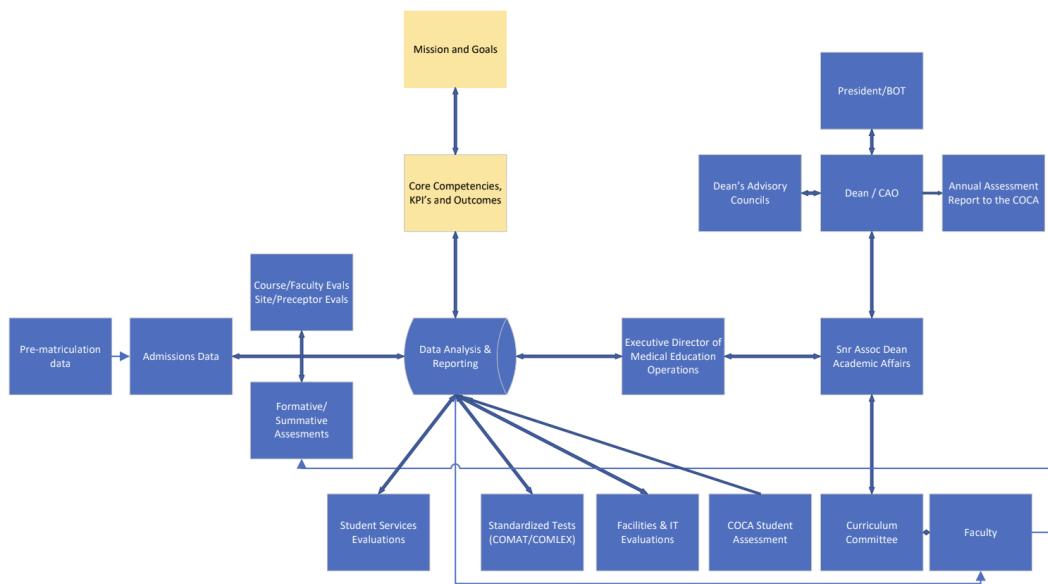 Mission and Goals
President/BOT
Core Competencies,
KPI's and Outcomes
Dean's Advisory
Councils
Dean / CAO
Annual Assessment
Report to the COCA
Course/Faculty Evals
Site/Preceptor Evals
Pre-matriculation
data
Admissions Data
Data Analysis &
Reporting
Executive Director of
Medical Education
Operations
Snr Assoc Dean
Academic Affairs
Formative/
Summative
Assesments
Student Services
Evaluations
Standardized Tests
(COMAT/COMLEX)
Facilities & IT
Evaluations
COCA Student
Assessment
Curriculum
Committee
Faculty